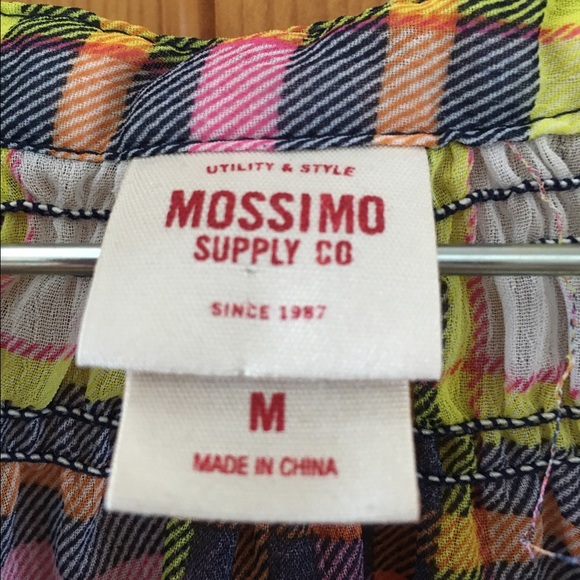 UTILITY & STYLE
MOSSIMO
SUPPLY CO
SINCE 1987
M
MADE IN CHINA